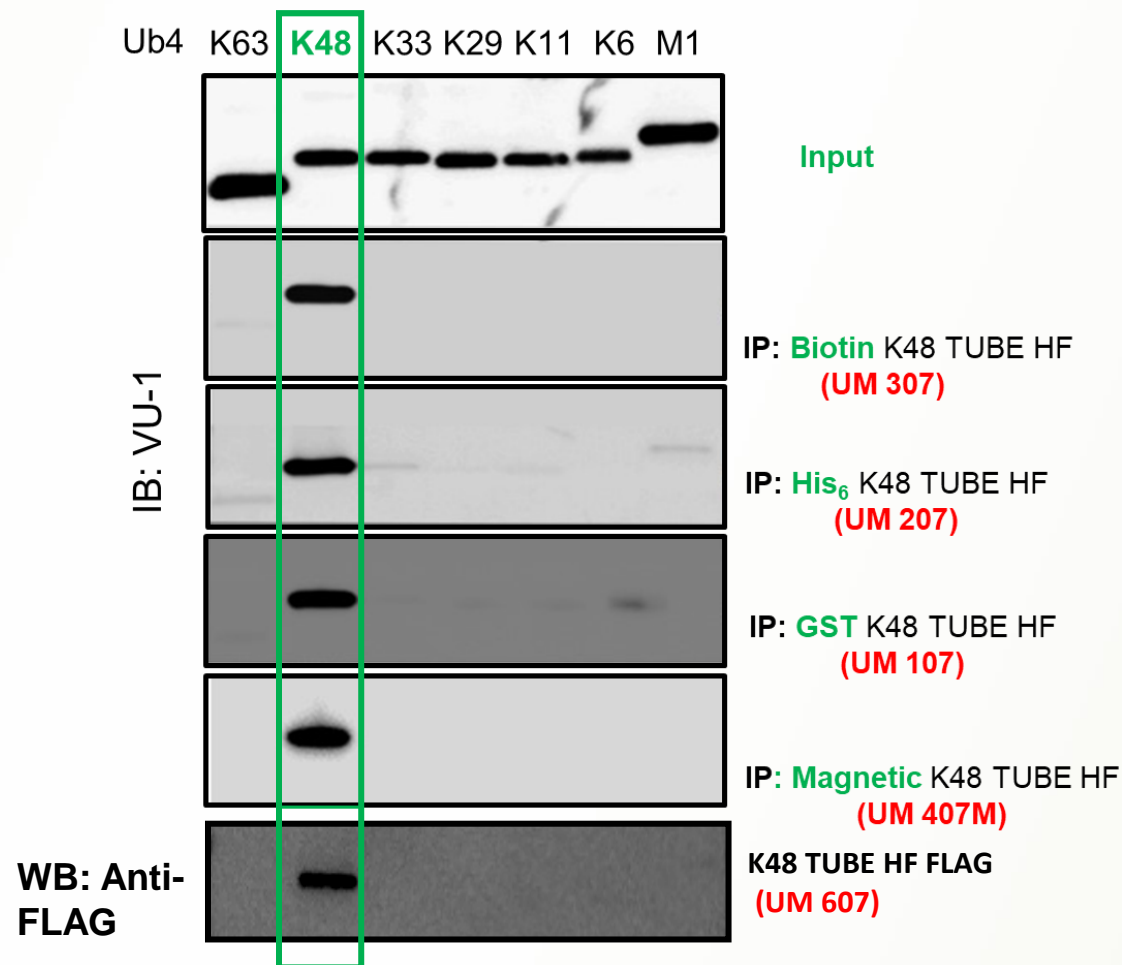 Ub4 K63 K48 K33 K29 K11 K6 M1
Input
IB: VU-1
IP: Biotin K48 TUBE HF
(UM 307)
IP: His₆ K48 TUBE HF
(UM 207)
IP: GST K48 TUBE HF
(UM 107)
IP: Magnetic K48 TUBE HF
(UM 407M)
WB: Anti-
FLAG
K48 TUBE HF FLAG
(UM 607)